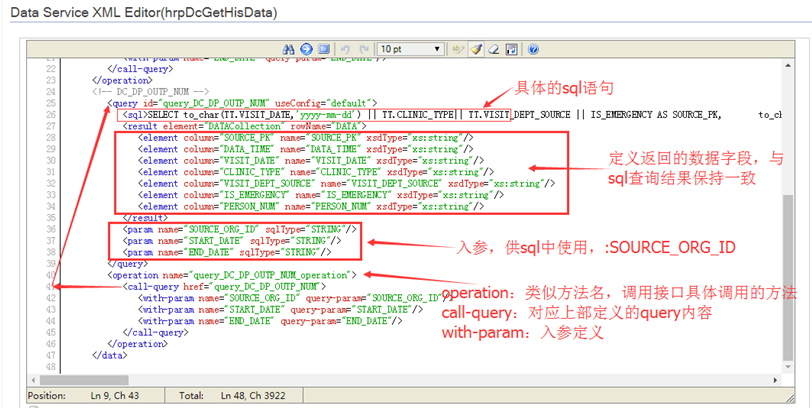 Data Service XML Editor(hrpDcGetHisData)
10 pt
21 <with-param name="END_DATE" query-param="END_DATE"/>
22 </call-query>
23 </operation>
24 <!-- DC_DP_OUTP_NUM -->
25 <query id="query_DC_DP_OUTP_NUM" useConfig="default">
具体的sql语句
26 <sql>SELECT to_char(TT.VISIT_DATE,'yyyy-mm-dd') || TT.CLINIC_TYPE|| TT.VISIT_DEPT_SOURCE || IS_EMERGENCY AS SOURCE_PK, to_ch
27 <result element="DATACollection" rowName="DATA">
28 <element column="SOURCE_PK" name="SOURCE_PK" xsdType="xs:string"/>
29 <element column="DATA_TIME" name="DATA_TIME" xsdType="xs:string"/>
30 <element column="VISIT_DATE" name="VISIT_DATE" xsdType="xs:string"/>
31 <element column="CLINIC_TYPE" name="CLINIC_TYPE" xsdType="xs:string"/>
32 <element column="VISIT_DEPT_SOURCE" name="VISIT_DEPT_SOURCE" xsdType="xs:string"/>
33 <element column="IS_EMERGENCY" name="IS_EMERGENCY" xsdType="xs:string"/>
34 <element column="PERSON_NUM" name="PERSON_NUM" xsdType="xs:string"/>
定义返回的数据字段，与
sql查询结果保持一致
35 </result>
36 <param name="SOURCE_ORG_ID" sqlType="STRING"/>
37 <param name="START_DATE" sqlType="STRING"/>
38 <param name="END_DATE" sqlType="STRING"/>
入参，供sql中使用，:SOURCE_ORG_ID
39 </query>
40 <operation name="query_DC_DP_OUTP_NUM_operation">
41 <call-query href="query_DC_DP_OUTP_NUM">
42 <with-param name="SOURCE_ORG_ID" query-param="SOURCE_ORG_ID"/>
43 <with-param name="START_DATE" query-param="START_DATE"/>
44 <with-param name="END_DATE" query-param="END_DATE"/>
45 </call-query>
46 </operation>
47 </data>
48
operation：类似方法名，调用接口具体调用的方法
call-query：对应上部定义的query内容
with-param：入参定义
Position: Ln 9, Ch 43 Total: Ln 48, Ch 3922